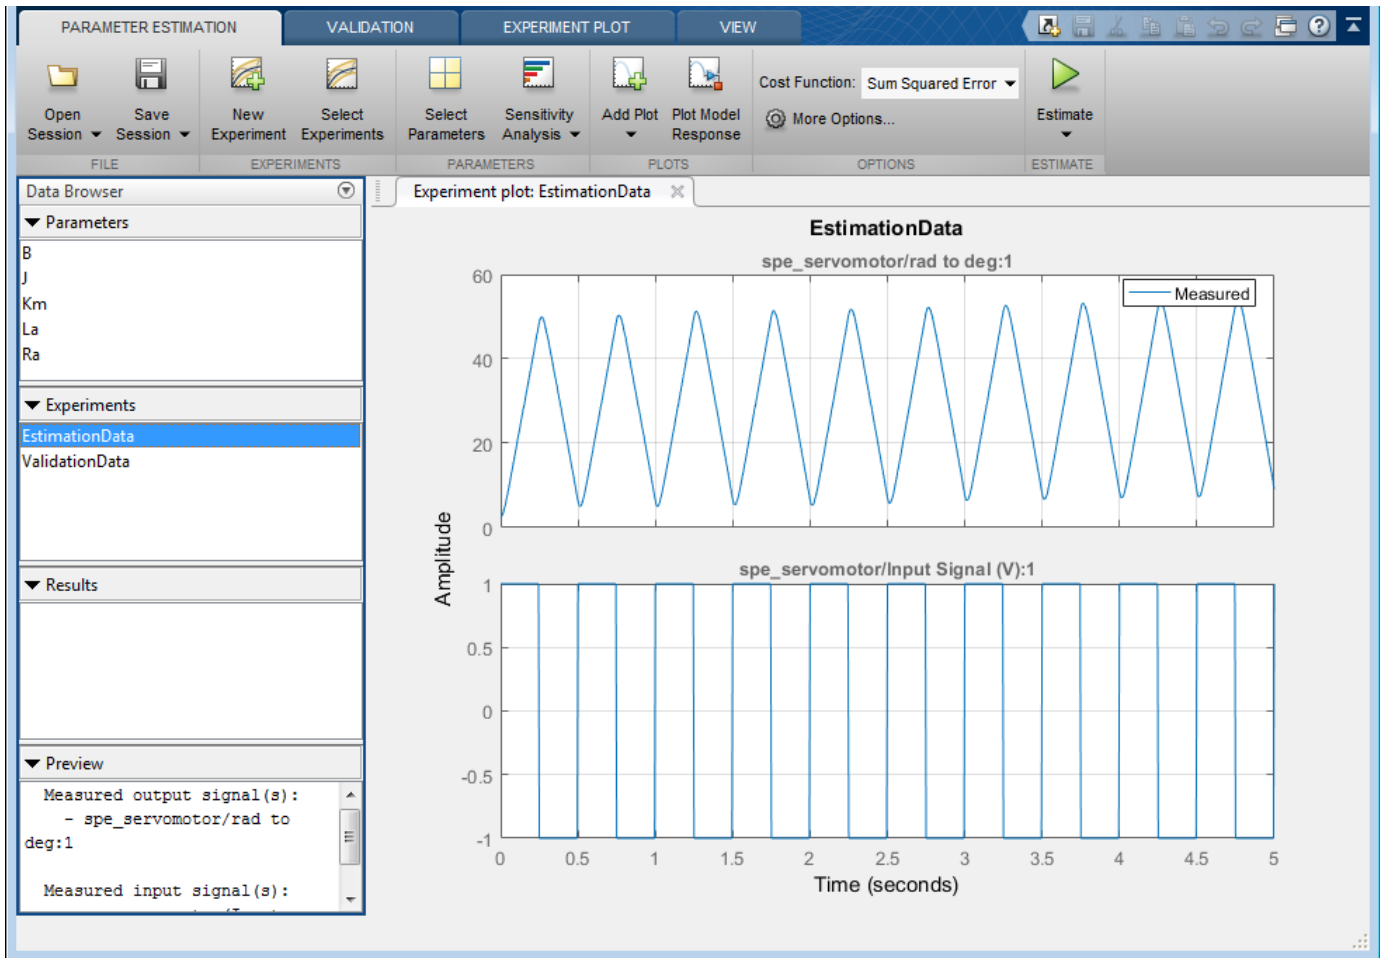 PARAMETER ESTIMATION
VALIDATION
EXPERIMENT PLOT
VIEW
Open Session
Save Session
New Experiment
Select Experiments
Select Parameters
Sensitivity Analysis
Add Plot
Plot Model Response
Cost Function: Sum Squared Error
More Options...
Estimate
FILE
EXPERIMENTS
PARAMETERS
PLOTS
OPTIONS
ESTIMATE
Data Browser
Parameters
B
J
Km
La
Ra
Experiments
EstimationData
ValidationData
Results
Preview
Measured output signal(s):
- spe_servomotor/rad to
deg:1
Measured input signal(s):
Experiment plot: EstimationData
EstimationData
spe_servomotor/rad to deg:1
Measured
60
40
20
0
Amplitude
spe_servomotor/Input Signal (V):1
1
0.5
0
-0.5
-1
0 0.5 1 1.5 2 2.5 3 3.5 4 4.5 5
Time (seconds)